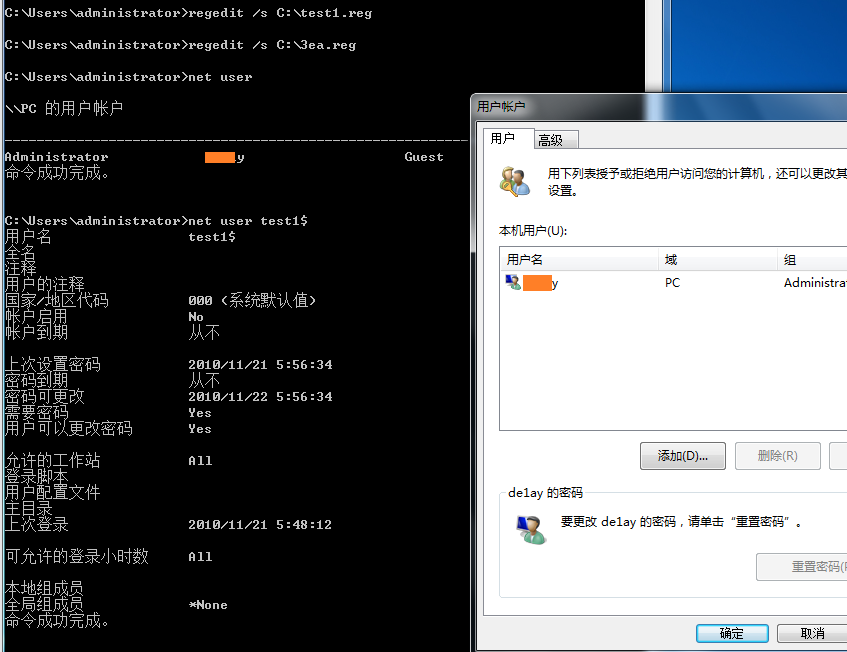 C:\Users\administrator>regedit /s C:\test1.reg
C:\Users\administrator>regedit /s C:\3ea.reg
C:\Users\administrator>net user
\\PC 的用户帐户
-------------------------------------------------------------------------------
Administrator y Guest
命令成功完成。
C:\Users\administrator>net user test1$
用户名 test1$
全名
注释
用户的注释
国家/地区代码 000 (系统默认值)
帐户启用 No
帐户到期 从不
上次设置密码 2010/11/21 5:56:34
密码到期 从不
密码可更改 2010/11/22 5:56:34
需要密码 Yes
用户可以更改密码 Yes
允许的工作站 All
登录脚本
用户配置文件
主目录
上次登录 2010/11/21 5:48:12
可允许的登录小时数 All
本地组成员
全局组成员 *None
命令成功完成。
用户帐户
用户 高级
用下列表授予或拒绝用户访问您的计算机，还可以更改其
设置。
本机用户(U):
用户名 域 组
y PC Administra
添加(D)... 删除(R)
de1ay 的密码
要更改 de1ay 的密码，请单击“重置密码”。
重置密码(
确定 取消